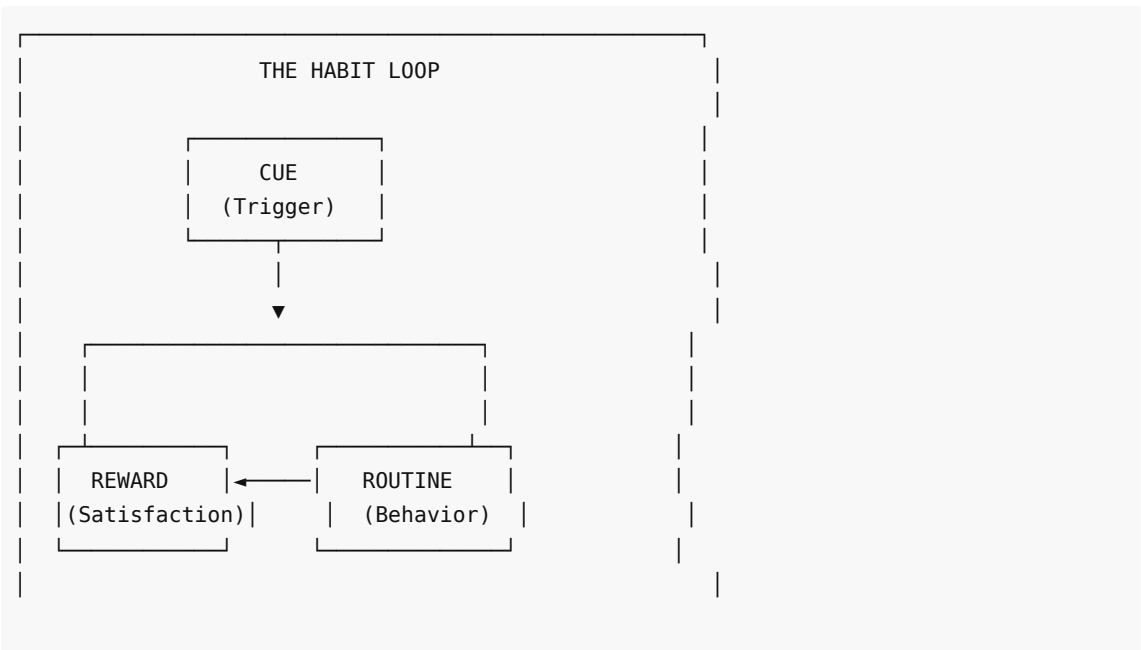 THE HABIT LOOP
CUE
(Trigger)
REWARD
(Satisfaction)
ROUTINE
(Behavior)